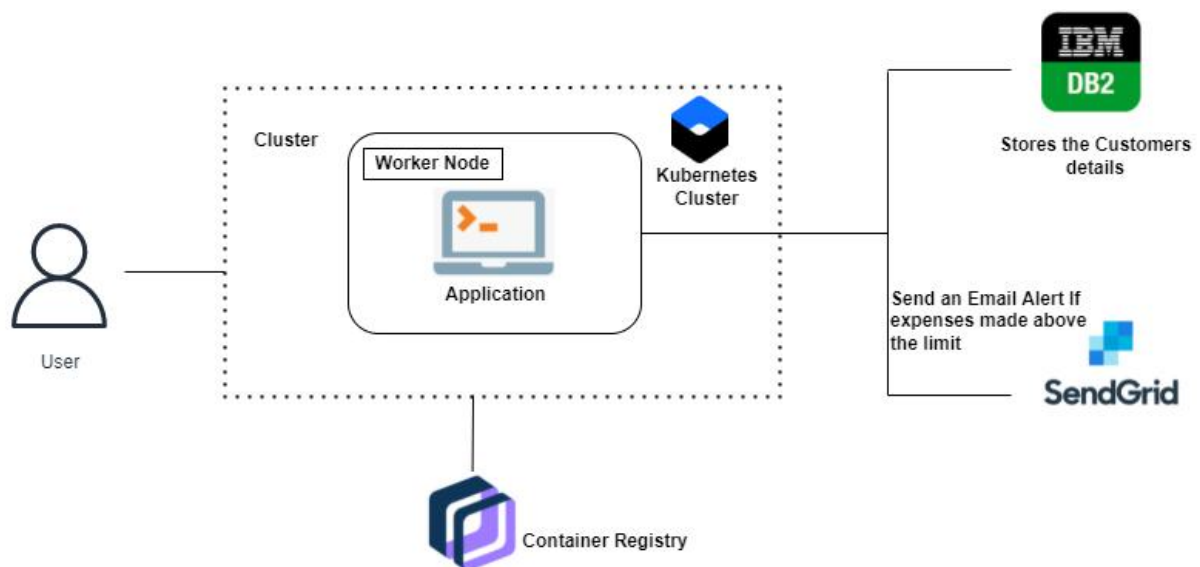 IBM
DB2
Stores the Customers
details
Cluster
Worker Node
Kubernetes
Cluster
Application
User
Send an Email Alert If
expenses made above
the limit
SendGrid
Container Registry